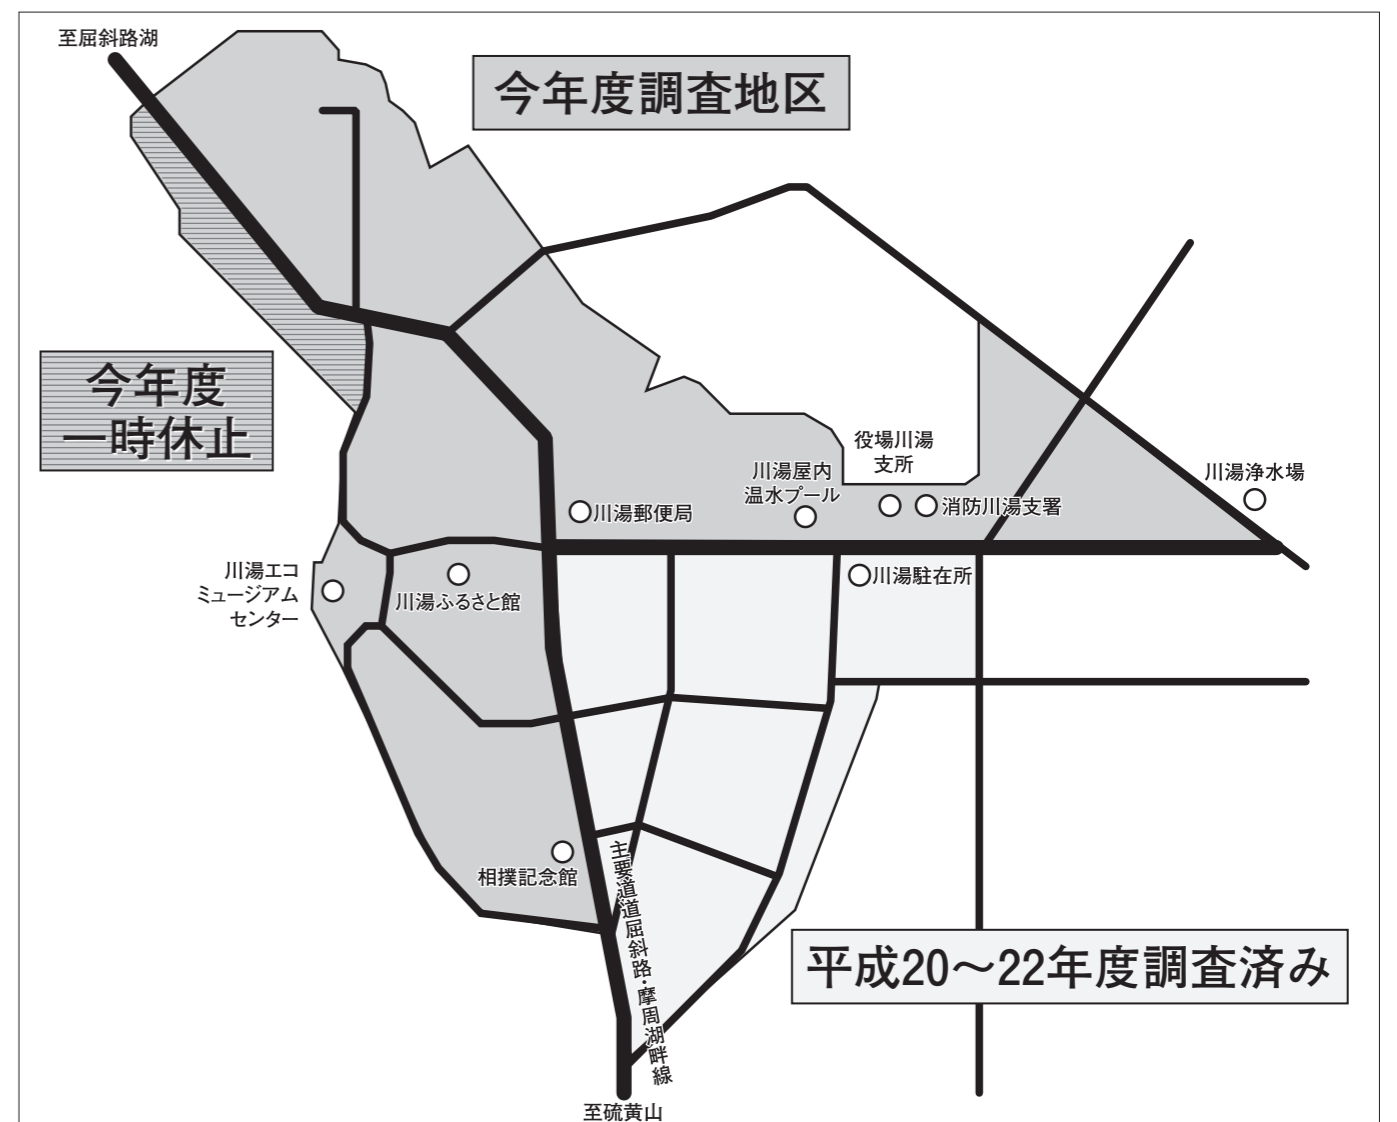 至屈斜路湖
今年度調査地区
今年度
一時休止
役場川湯
支所
川湯屋内
温水プール
川湯浄水場
川湯郵便局
消防川湯支署
川湯エコ
ミュージアム
センター
川湯ふるさと館
川湯駐在所
相撲記念館
主要道道屈斜路・摩周湖畔線
平成20～22年度調査済み
至硫黄山